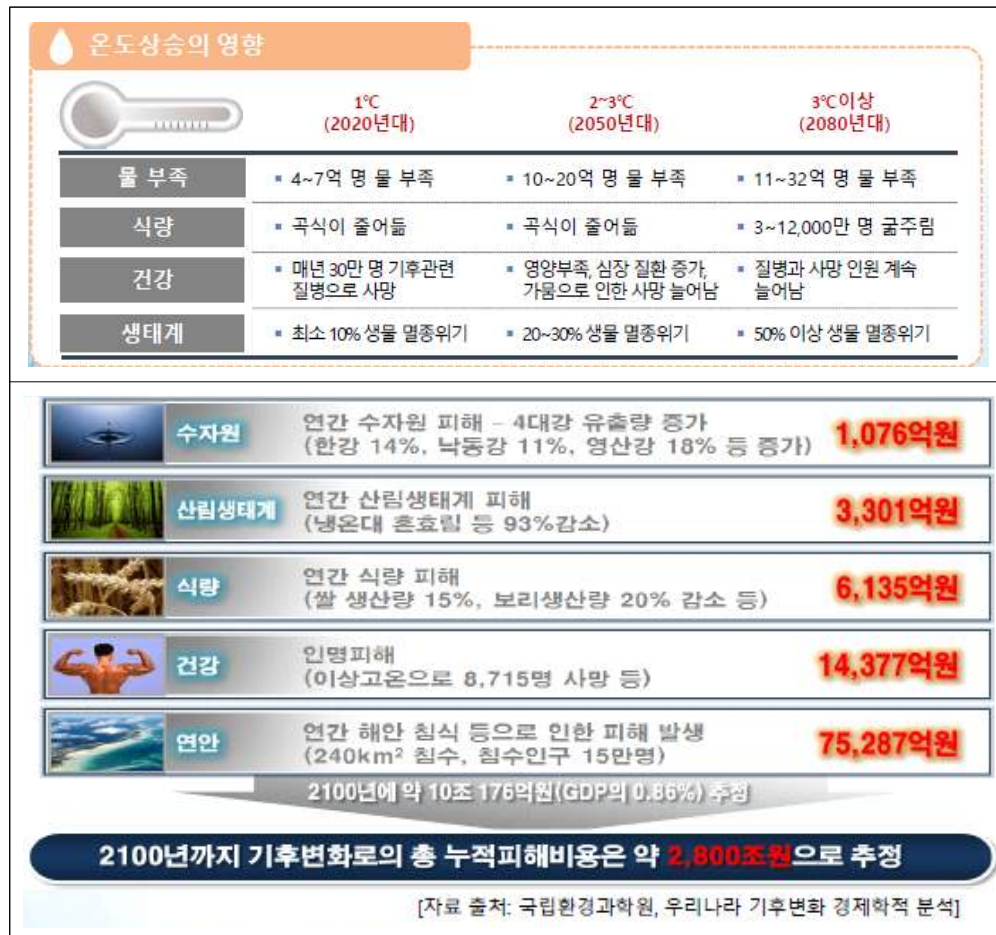 온도상승의 영향
1℃ 2~3℃ 3℃이상
(2020년대) (2050년대) (2080년대)
물 부족 ▪ 4~7억 명 물 부족 ▪ 10~20억 명 물 부족 ▪ 11~32억 명 물 부족
식량 ▪ 곡식이 줄어듦 ▪ 곡식이 줄어듦 ▪ 3~12,000만 명 굶주림
건강 ▪ 매년 30만 명 기후관련 ▪ 영양부족, 심장 질환 증가, ▪ 질병과 사망 인원 계속
질병으로 사망 가뭄으로 인한 사망 늘어남 늘어남
생태계 ▪ 최소 10% 생물 멸종위기 ▪ 20~30% 생물 멸종위기 ▪ 50% 이상 생물 멸종위기
수자원 연간 수자원 피해 – 4대강 유출량 증가 1,076억원
(한강 14%, 낙동강 11%, 영산강 18% 등 증가)
산림생태계 연간 산림생태계 피해 3,301억원
(냉온대 혼효림 등 93%감소)
식량 연간 식량 피해 6,135억원
(쌀 생산량 15%, 보리생산량 20% 감소 등)
건강 인명피해 14,377억원
(이상고온으로 8,715명 사망 등)
연안 연간 해안 침식 등으로 인한 피해 발생 75,287억원
(240km² 침수, 침수인구 15만명)
2100년에 약 10조 176억원(GDP의 0.86%) 추정
2100년까지 기후변화로의 총 누적피해비용은 약 2,800조원으로 추정
[자료 출처: 국립환경과학원, 우리나라 기후변화 경제학적 분석]